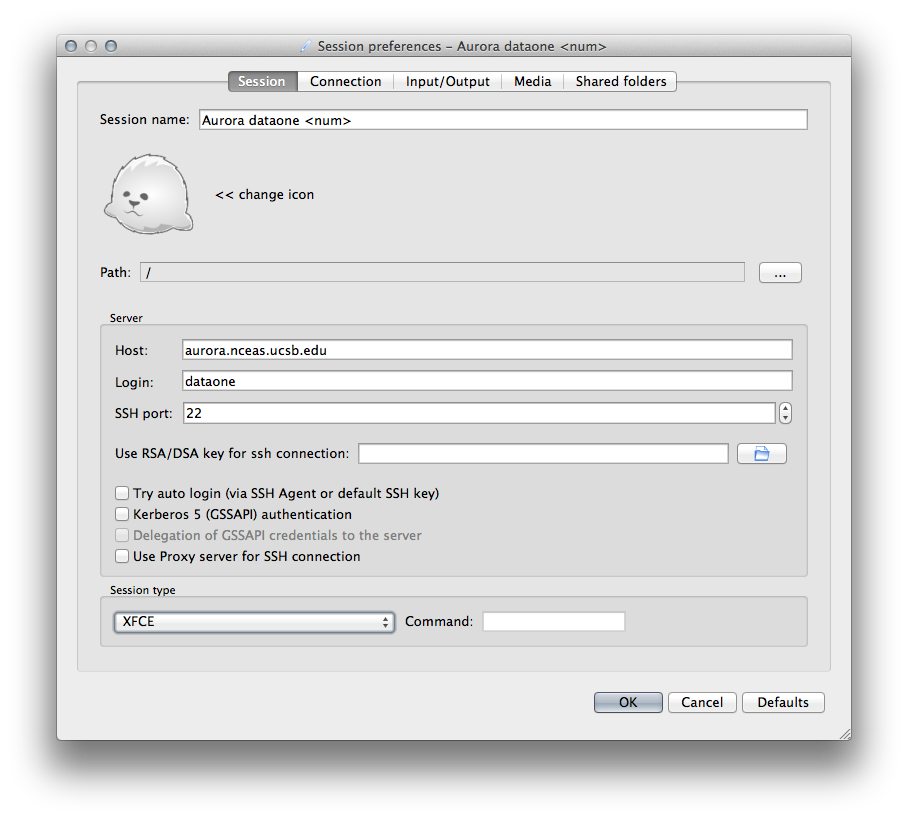 Session preferences – Aurora dataone <num>
Session Connection Input/Output Media Shared folders
Session name: Aurora dataone <num>
<< change icon
Path: / ...
Server
Host: aurora.nceas.ucsb.edu
Login: dataone
SSH port: 22
Use RSA/DSA key for ssh connection:
Try auto login (via SSH Agent or default SSH key)
Kerberos 5 (GSSAPI) authentication
Delegation of GSSAPI credentials to the server
Use Proxy server for SSH connection
Session type
XFCE Command:
OK Cancel Defaults